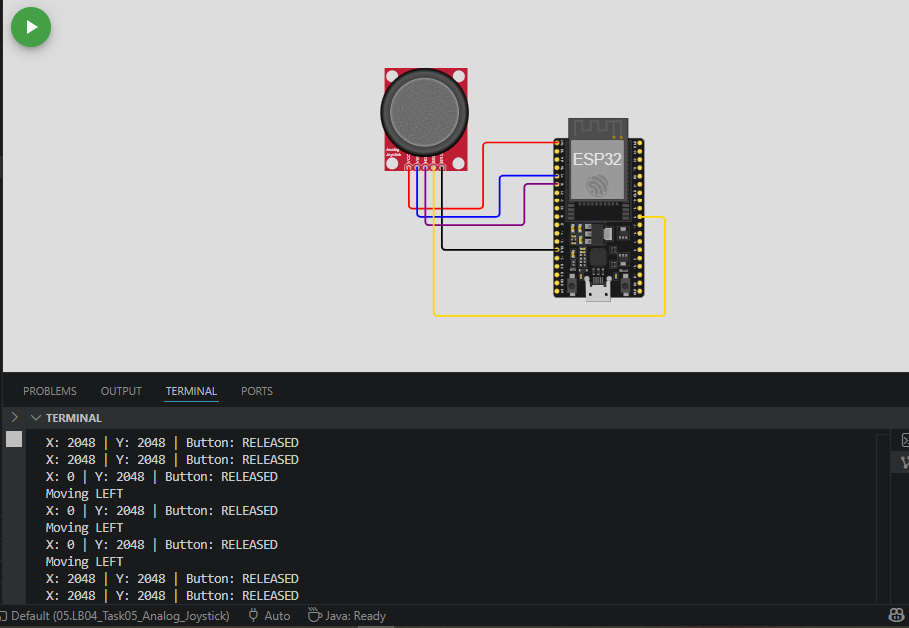 Analog
Joystick
ESP32
PROBLEMS OUTPUT TERMINAL PORTS
TERMINAL
X: 2048 | Y: 2048 | Button: RELEASED
X: 2048 | Y: 2048 | Button: RELEASED
X: 0 | Y: 2048 | Button: RELEASED
Moving LEFT
X: 0 | Y: 2048 | Button: RELEASED
Moving LEFT
X: 0 | Y: 2048 | Button: RELEASED
Moving LEFT
X: 2048 | Y: 2048 | Button: RELEASED
X: 2048 | Y: 2048 | Button: RELEASED
Default (05.LB04_Task05_Analog_Joystick) Auto Java: Ready